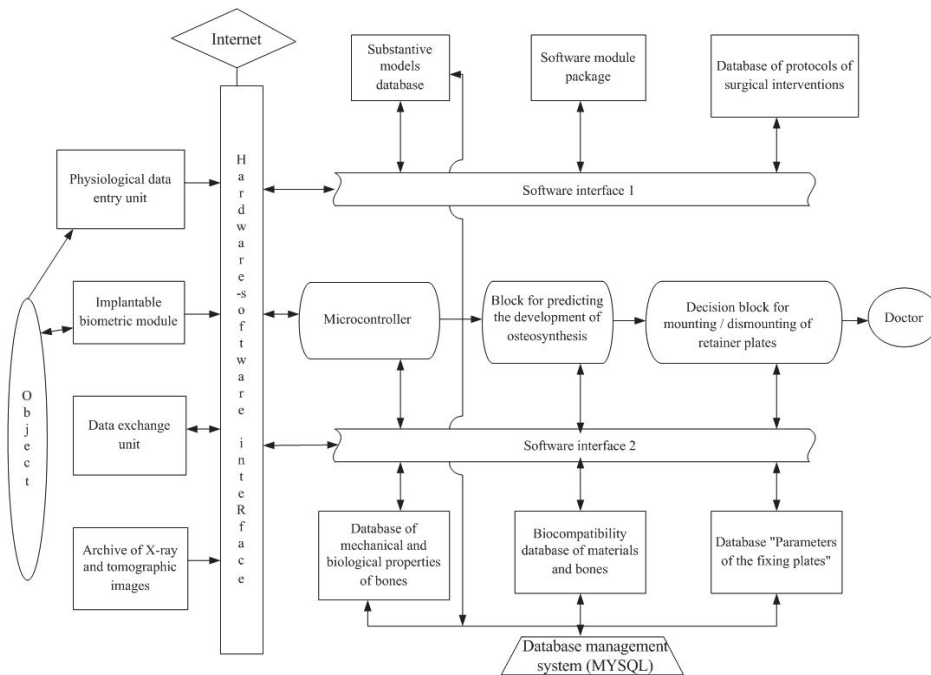 Internet
Substantive
models
database
Software module
package
Database of protocols of
surgical interventions
Physiological data
entry unit
Software interface 1
Implantable
biometric module
Microcontroller
Block for predicting
the development of
osteosynthesis
Decision block for
mounting / dismounting of
retainer plates
Doctor
Object
Hardware-software inteRface
Data exchange
unit
Software interface 2
Archive of X-ray
and tomographic
images
Database of
mechanical and
biological properties
of bones
Biocompatibility
database of materials
and bones
Database "Parameters
of the fixing plates"
Database management
system (MYSQL)